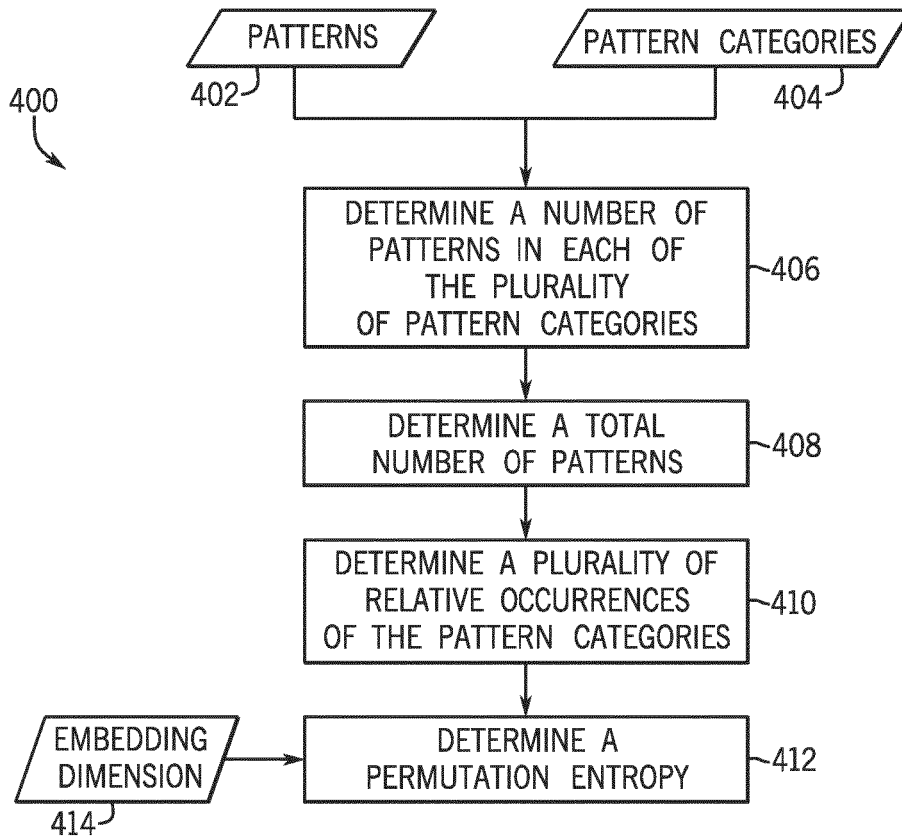 PATTERNS
PATTERN CATEGORIES
402
404
400
DETERMINE A NUMBER OF
PATTERNS IN EACH OF
THE PLURALITY
OF PATTERN CATEGORIES
406
DETERMINE A TOTAL
NUMBER OF PATTERNS
408
DETERMINE A PLURALITY OF
RELATIVE OCCURRENCES
OF THE PATTERN CATEGORIES
410
EMBEDDING
DIMENSION
414
DETERMINE A
PERMUTATION ENTROPY
412